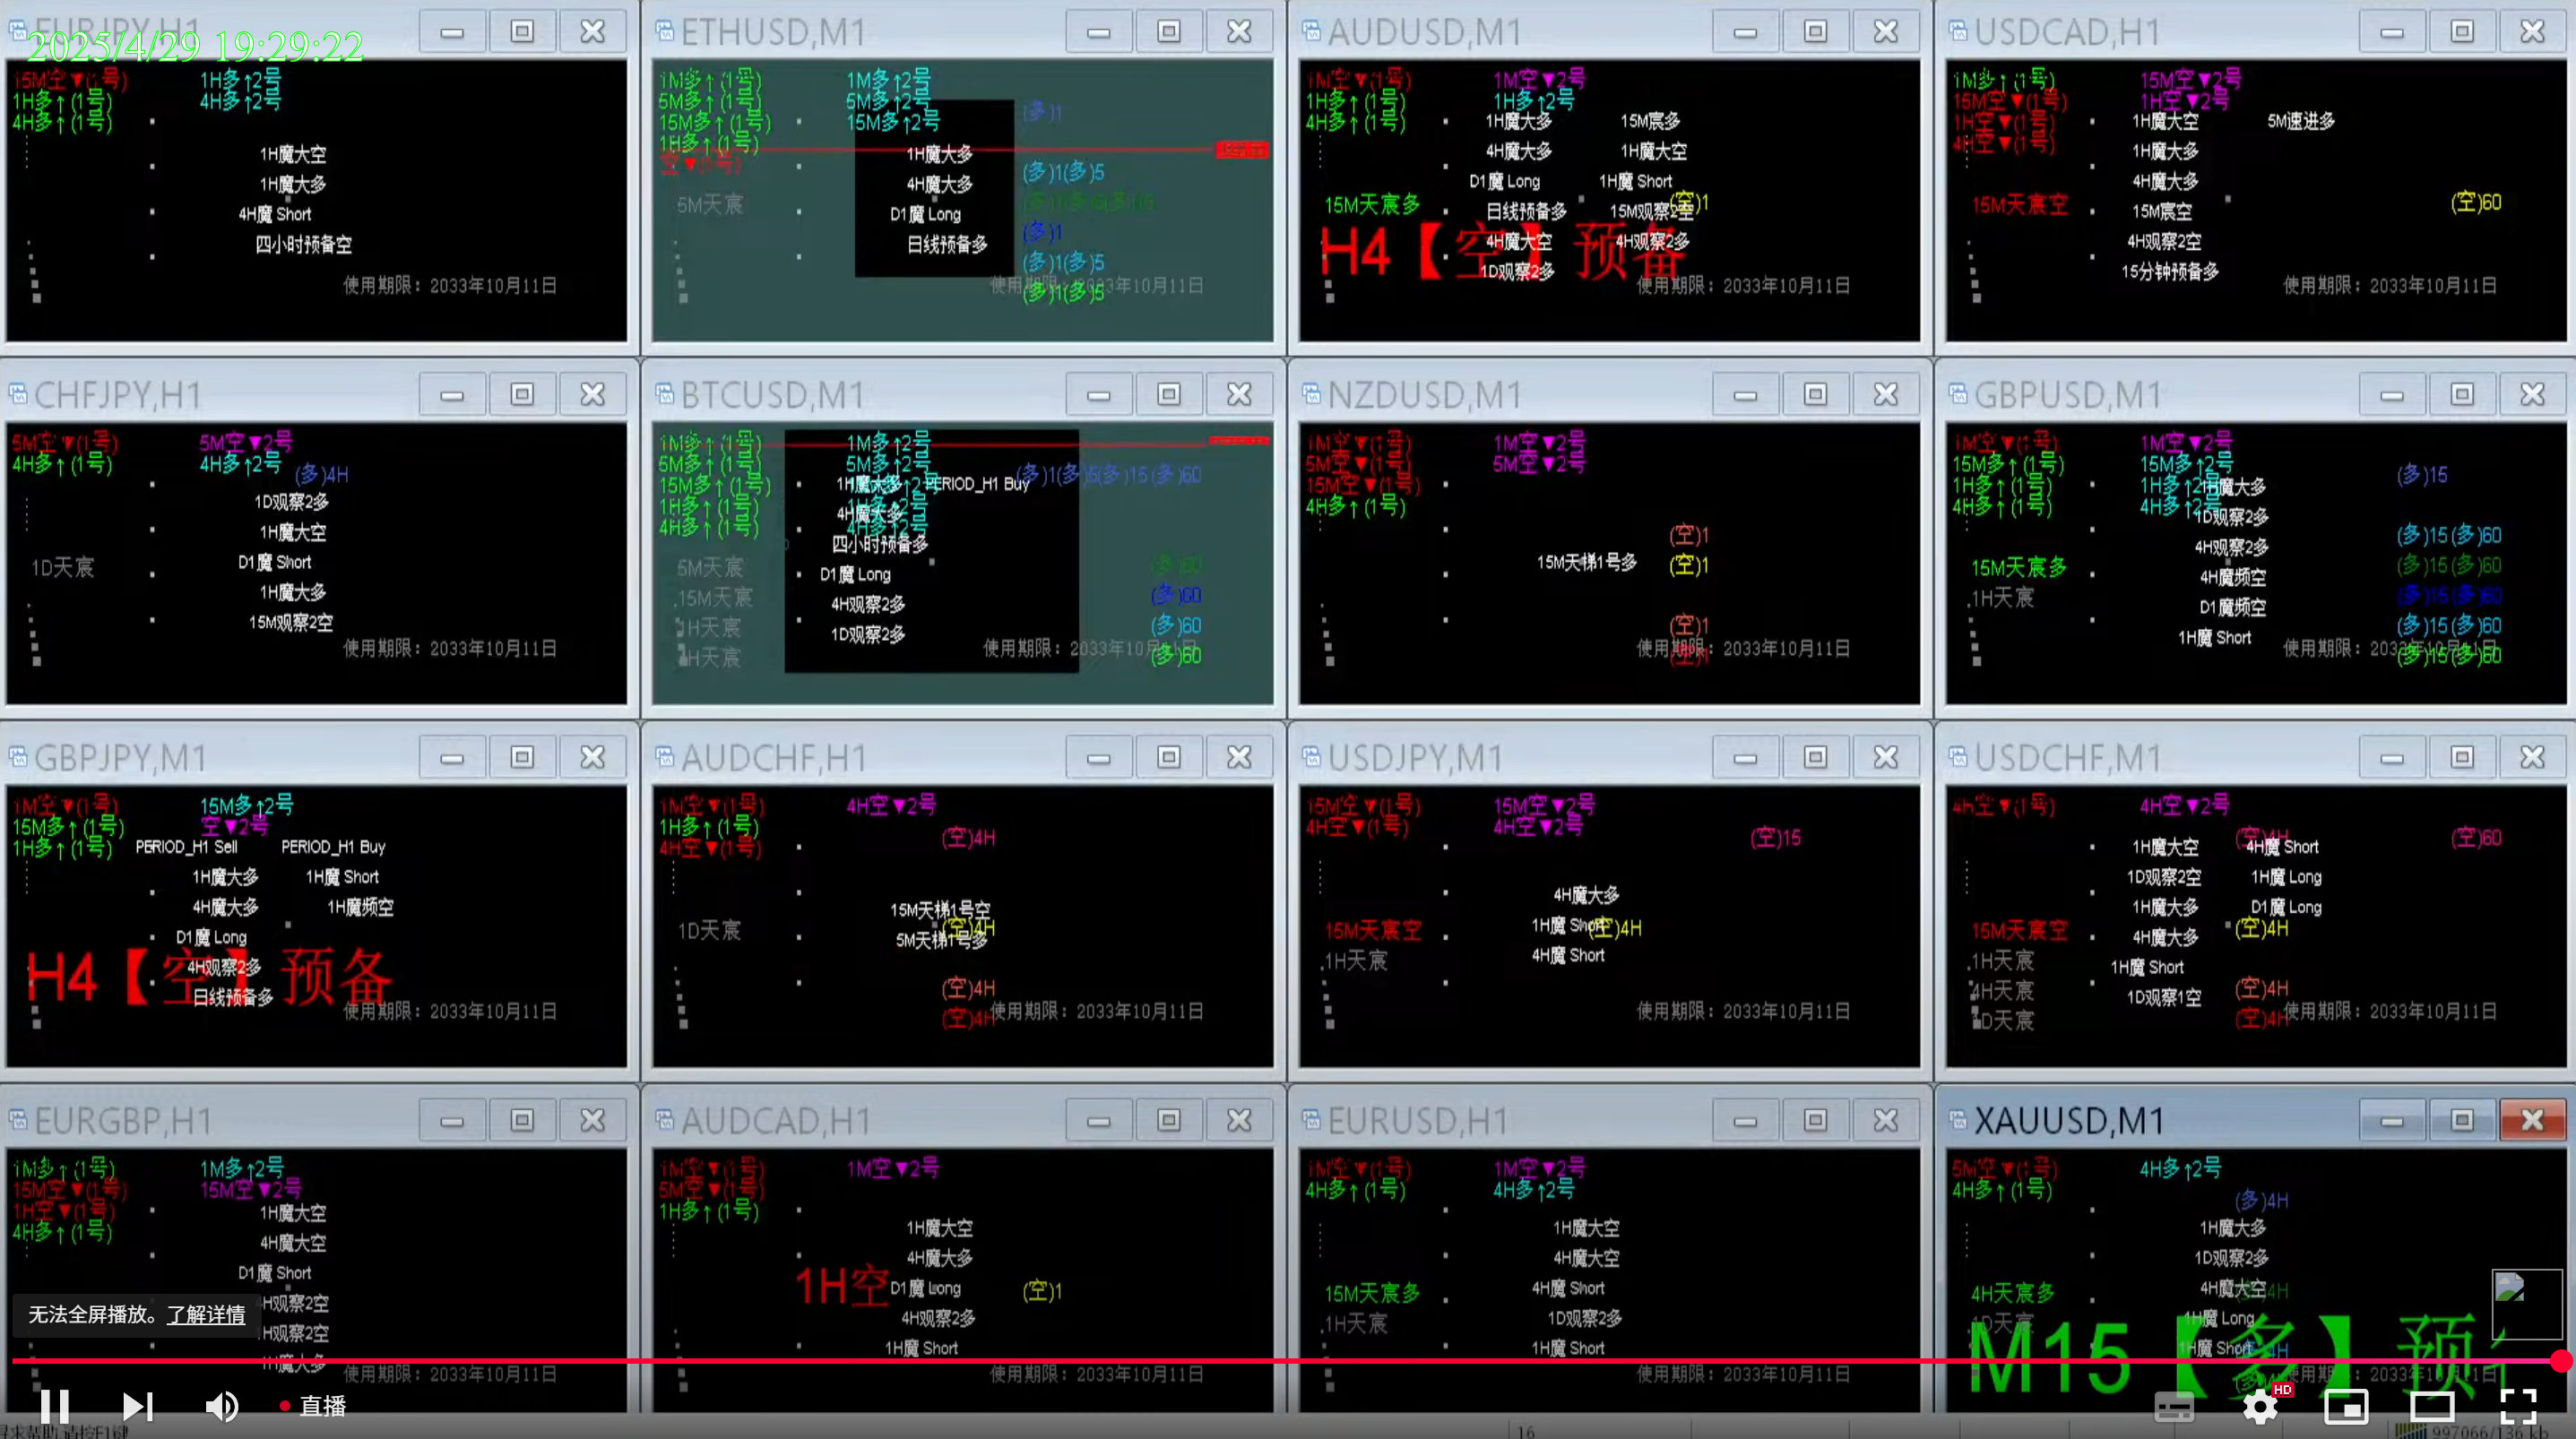 2025/4/29 19:29:22
EURJPY,H1
15M空▼(1号) 1H多↑2号
1H多↑(1号) 4H多↑2号
4H多↑(1号)
1H魔大空
1H魔大多
4H魔 Short
四小时预备空
使用期限：2033年10月11日
ETHUSD,M1
1M多↑(1号) 1M多↑2号
5M多↑(1号) 5M多↑2号
15M多↑(1号) 15M多↑2号
1H多↑(1号)
空▼(1号)
(多)1
1H魔大多
(多)1(多)5
4H魔大多
5M天宸
D1魔 Long
(多)1
日线预备多
(多)1(多)5
(多)1(多)5
使用期限：2033年10月11日
AUDUSD,M1
1M空▼(1号) 1M空▼2号
1H多↑(1号) 1H多↑2号
4H多↑(1号)
1H魔大多 15M宸多
4H魔大多 1H魔大空
D1魔 Long 1H魔 Short
15M天宸多
日线预备多 15M观察2空
(空)1
4H魔大空 4H观察2多
1D观察2多
H4【空】预备
使用期限：2033年10月11日
USDCAD,H1
1M多↑(1号) 15M空▼2号
15M空▼(1号) 1H空▼2号
1H空▼(1号)
4H空▼(1号)
1H魔大空 5M速进多
1H魔大多
4H魔大多
15M天宸空
15M宸空
(空)60
4H观察2空
15分钟预备多
使用期限：2033年10月11日
CHFJPY,H1
5M空▼(1号) 5M空▼2号
4H多↑(1号) 4H多↑2号
(多)4H
1D观察2多
1H魔大空
1D天宸
D1魔 Short
1H魔大多
15M观察2空
使用期限：2033年10月11日
BTCUSD,M1
1M多↑(1号) 1M多↑2号
5M多↑(1号) 5M多↑2号
15M多↑(1号)
1H多↑(1号)
4H多↑(1号) 4H多↑2号
(多)1(多)5(多)15(多)60
1H魔大多 PERIOD_H1 Buy
4H魔大多
四小时预备多
5M天宸
D1魔 Long
(多)60
15M天宸
4H观察2多
(多)60
1H天宸
1D观察2多
(多)60
H天宸
(多)60
使用期限：2033年10月11日
NZDUSD,M1
1M空▼(1号) 1M空▼2号
5M空▼(1号) 5M空▼2号
15M空▼(1号)
4H多↑(1号)
(空)1
15M天梯1号多
(空)1
(空)1
使用期限：2033年10月11日
GBPUSD,M1
1M空▼(1号) 1M空▼2号
15M多↑(1号) 15M多↑2号
1H多↑(1号) 1H多↑2号
4H多↑(1号) 4H多↑2号
(多)15
1H魔大多
1D观察2多
4H观察2多
(多)15(多)60
15M天宸多
4H魔频空
(多)15(多)60
1H天宸
D1魔频空
(多)15(多)60
1H魔 Short
(多)15(多)60
(多)15(多)60
使用期限：2033年10月11日
GBPJPY,M1
1M空▼(1号) 15M多↑2号
15M多↑(1号) 空▼2号
1H多↑(1号)
PERIOD_H1 Sell PERIOD_H1 Buy
1H魔大多 1H魔 Short
4H魔大多 1H魔频空
D1魔 Long
4H观察2多
日线预备多
H4【空】预备
使用期限：2033年10月11日
AUDCHF,H1
1M空▼(1号) 4H空▼2号
1H多↑(1号)
4H空▼(1号)
(空)4H
15M天梯1号空
1D天宸
(空)4H
5M天梯1号多
(空)4H
(空)4H
使用期限：2033年10月11日
USDJPY,M1
15M空▼(1号) 15M空▼2号
4H空▼(1号) 4H空▼2号
(空)15
4H魔大多
15M天宸空
1H魔 Short
(空)4H
1H天宸
4H魔 Short
使用期限：2033年10月11日
USDCHF,M1
4H空▼(1号) 4H空▼2号
(空)4H (空)60
1H魔大空 4H魔 Short
1D观察2空 1H魔 Long
1H魔大多 D1魔 Long
15M天宸空
4H魔大多
(空)4H
1H天宸
1H魔 Short
4H天宸
1D观察1空
(空)4H
1D天宸
(空)4H
使用期限：2033年10月11日
EURGBP,H1
1M多↑(1号) 1M多↑2号
15M空▼(1号) 15M空▼2号
1H空▼(1号)
4H多↑(1号)
1H魔大空
4H魔大空
D1魔 Short
H观察2空
H观察2空
1H魔大多
使用期限：2033年10月11日
AUDCAD,H1
1M空▼(1号) 1M空▼2号
5M空▼(1号)
1H多↑(1号)
1H魔大空
4H魔大多
1H空
D1魔 Long
(空)1
4H观察2多
1H魔 Short
使用期限：2033年10月11日
EURUSD,H1
1M空▼(1号) 1M空▼2号
4H多↑(1号) 4H多↑2号
1H魔大空
4H魔大空
15M天宸多
4H魔 Short
1H天宸
1D观察2多
1H魔 Short
使用期限：2033年10月11日
XAUUSD,M1
5M空▼(1号) 4H多↑2号
4H多↑(1号)
(多)4H
1H魔大多
1D观察2多
4H天宸多
4H魔大空
1D天宸
1H魔 Long
1H魔 Short
M15【多】预
无法全屏播放。了解详情
直播
HD
16
997066/136 kb